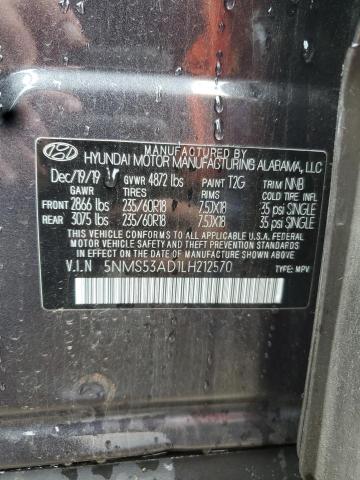 MANUFACTURED BY
HYUNDAI MOTOR MANUFACTURING ALABAMA, LLC
Dec/19/19 GVWR 4872 lbs PAINT T2G TRIM NNB
GAWR TIRES RIMS COLD TIRE INFL
FRONT 2866 lbs 235/60R18 7.5JX18 35 psi SINGLE
REAR 3075 lbs 235/60R18 7.5JX18 35 psi SINGLE
THIS VEHICLE CONFORMS TO ALL APPLICABLE
U.S. FEDERAL MOTOR VEHICLE SAFETY STANDARDS
IN EFFECT ON THE DATE OF MANUFACTURE SHOWN ABOVE.
V.I.N 5NMS53AD1LH212570 TYPE: MPV